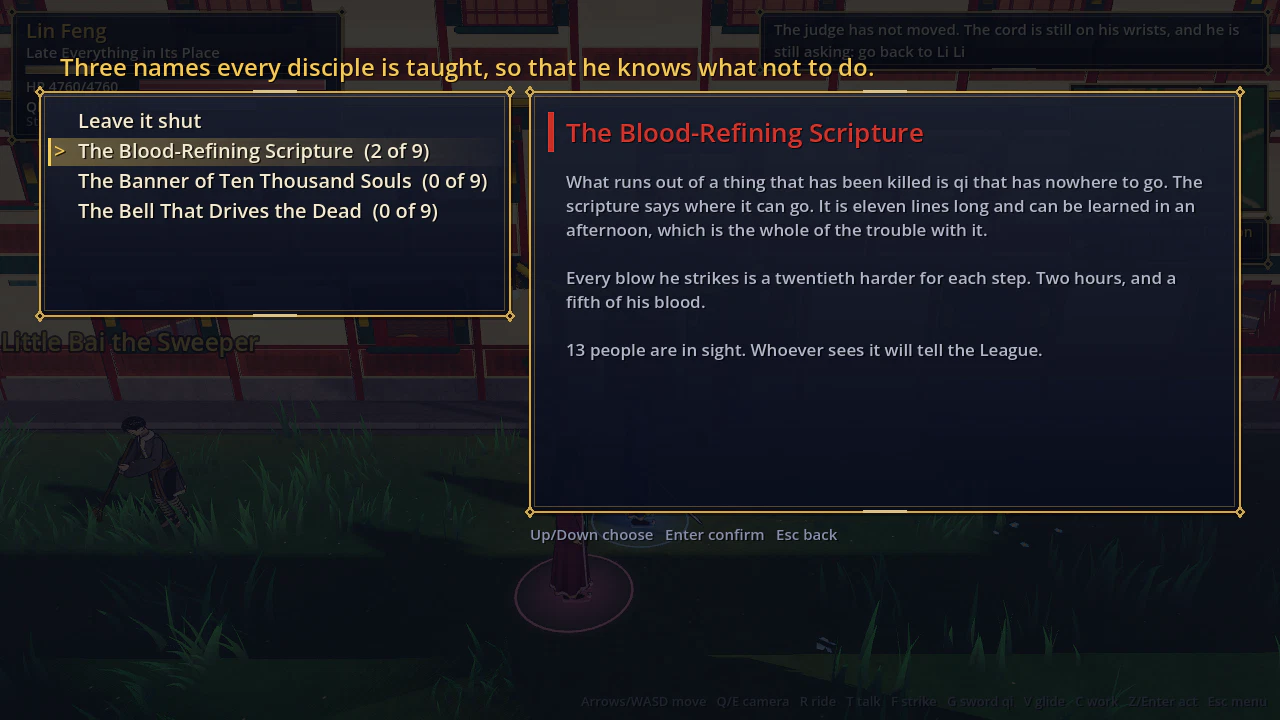 Lin Feng
Late Everything in Its Place
HP 4760/4760
The judge has not moved. The cord is still on his wrists, and he is
still asking: go back to Li Li
Three names every disciple is taught, so that he knows what not to do.
Leave it shut
> The Blood-Refining Scripture (2 of 9)
The Banner of Ten Thousand Souls (0 of 9)
The Bell That Drives the Dead (0 of 9)
The Blood-Refining Scripture
What runs out of a thing that has been killed is qi that has nowhere to go. The
scripture says where it can go. It is eleven lines long and can be learned in an
afternoon, which is the whole of the trouble with it.
Every blow he strikes is a twentieth harder for each step. Two hours, and a
fifth of his blood.
13 people are in sight. Whoever sees it will tell the League.
Little Bai the Sweeper
Up/Down choose Enter confirm Esc back
Arrows/WASD move Q/E camera R ride T talk F strike G sword qi V glide C work Z/Enter act Esc menu